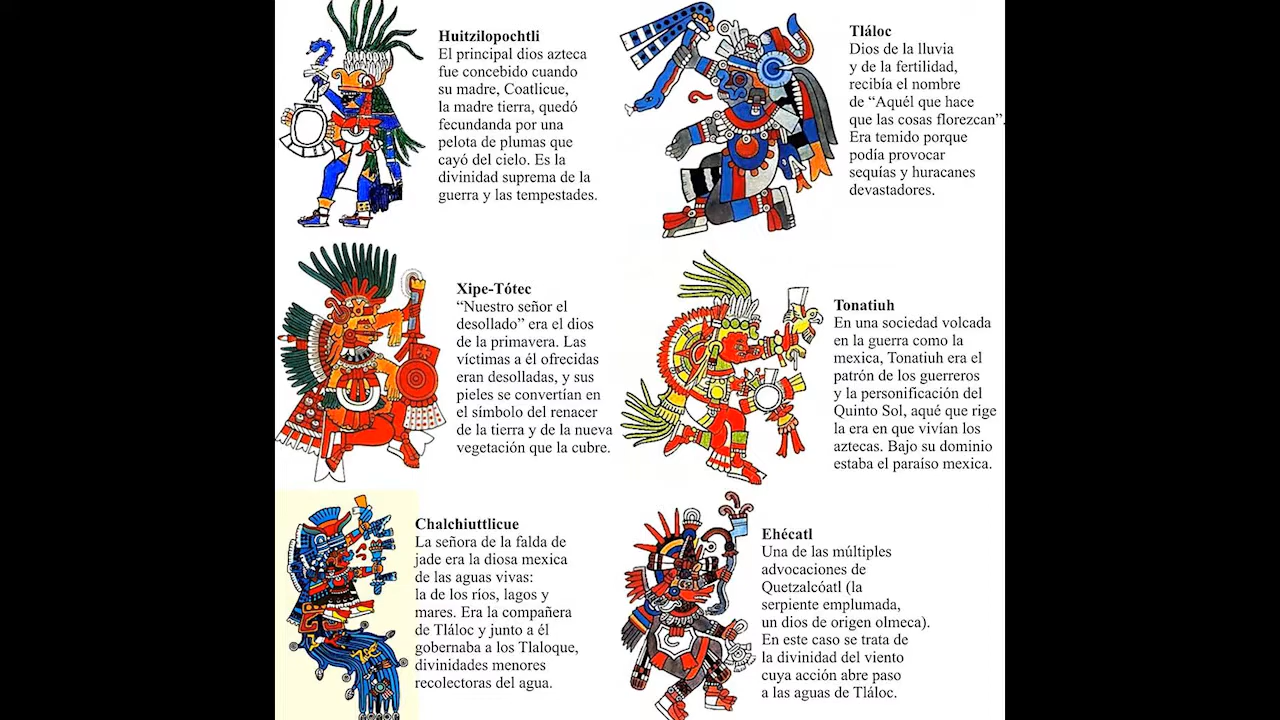 Huitzilopochtli
El principal dios azteca
fue concebido cuando
su madre, Coatlicue,
la madre tierra, quedó
fecundanda por una
pelota de plumas que
cayó del cielo. Es la
divinidad suprema de la
guerra y las tempestades.
Tláloc
Dios de la lluvia
y de la fertilidad,
recibía el nombre
de “Aquél que hace
que las cosas florezcan”.
Era temido porque
podía provocar
sequías y huracanes
devastadores.
Xipe-Tótec
“Nuestro señor el
desollado” era el dios
de la primavera. Las
víctimas a él ofrecidas
eran desolladas, y sus
pieles se convertían en
el símbolo del renacer
de la tierra y de la nueva
vegetación que la cubre.
Tonatiuh
En una sociedad volcada
en la guerra como la
mexica, Tonatiuh era el
patrón de los guerreros
y la personificación del
Quinto Sol, aqué que rige
la era en que vivían los
aztecas. Bajo su dominio
estaba el paraíso mexica.
Chalchiuttlicue
La señora de la falda de
jade era la diosa mexica
de las aguas vivas:
la de los ríos, lagos y
mares. Era la compañera
de Tláloc y junto a él
gobernaba a los Tlaloque,
divinidades menores
recolectoras del agua.
Ehécatl
Una de las múltiples
advocaciones de
Quetzalcóatl (la
serpiente emplumada,
un dios de origen olmeca).
En este caso se trata de
la divinidad del viento
cuya acción abre paso
a las aguas de Tláloc.